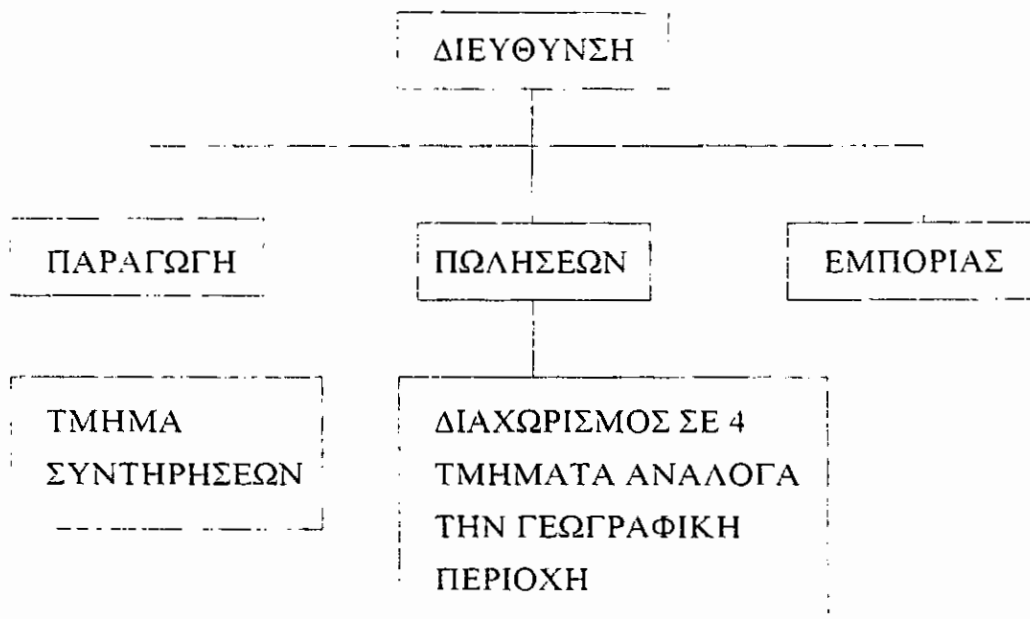 ΔΙΕΥΘΥΝΣΗ
ΠΑΡΑΓΩΓΗ
ΠΩΛΗΣΕΩΝ
ΕΜΠΟΡΙΑΣ
ΤΜΗΜΑ
ΣΥΝΤΗΡΗΣΕΩΝ
ΔΙΑΧΩΡΙΣΜΟΣ ΣΕ 4
ΤΜΗΜΑΤΑ ΑΝΑΛΟΓΑ
ΤΗΝ ΓΕΩΓΡΑΦΙΚΗ
ΠΕΡΙΟΧΗ